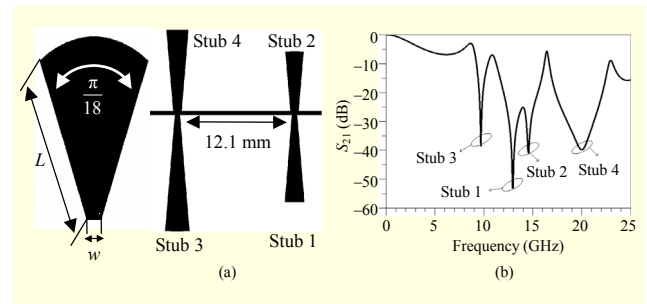 π
18
L
w
Stub 4
Stub 2
12.1 mm
Stub 3
Stub 1
(a)
S21 (dB)
0
–10
–20
–30
–40
–50
–60
Stub 3
Stub 1
Stub 2
Stub 4
0 5 10 15 20 25
Frequency (GHz)
(b)